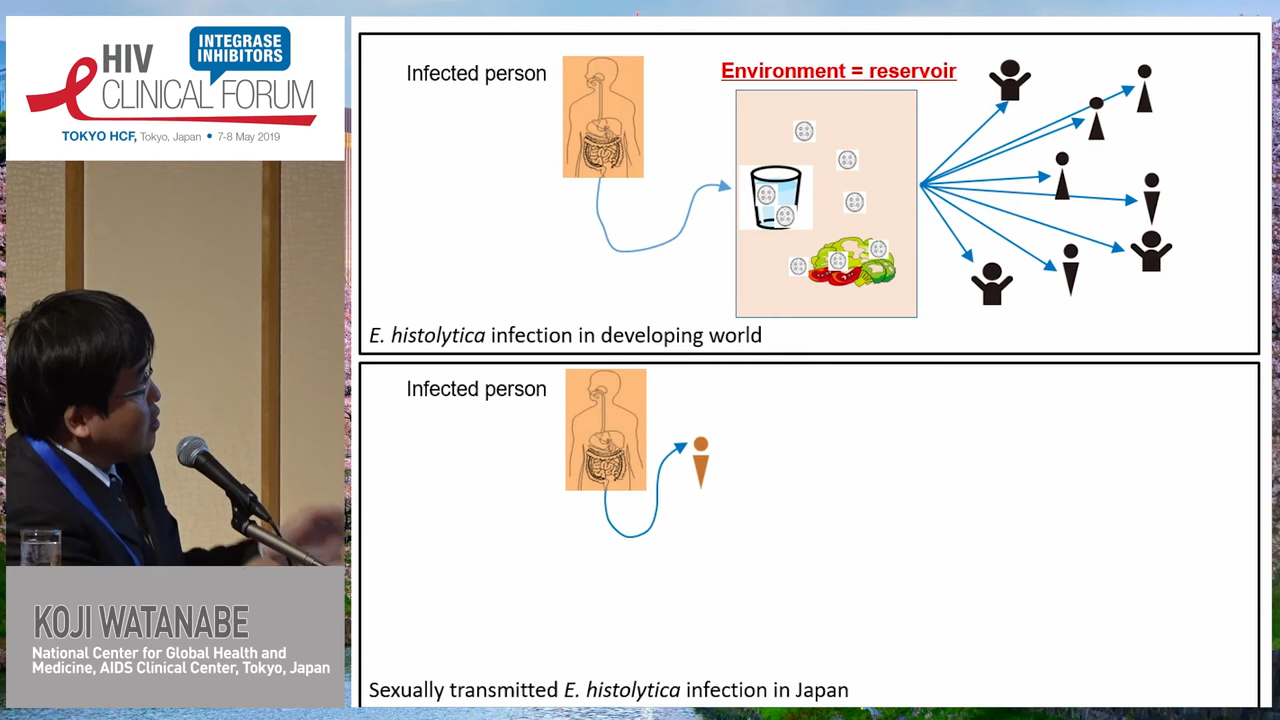 HIV
INTEGRASE
INHIBITORS
CLINICAL FORUM
TOKYO HCF, Tokyo, Japan • 7-8 May 2019
Infected person
Environment = reservoir
E. histolytica infection in developing world
Infected person
Sexually transmitted E. histolytica infection in Japan
KOJI WATANABE
National Center for Global Health and
Medicine, AIDS Clinical Center, Tokyo, Japan